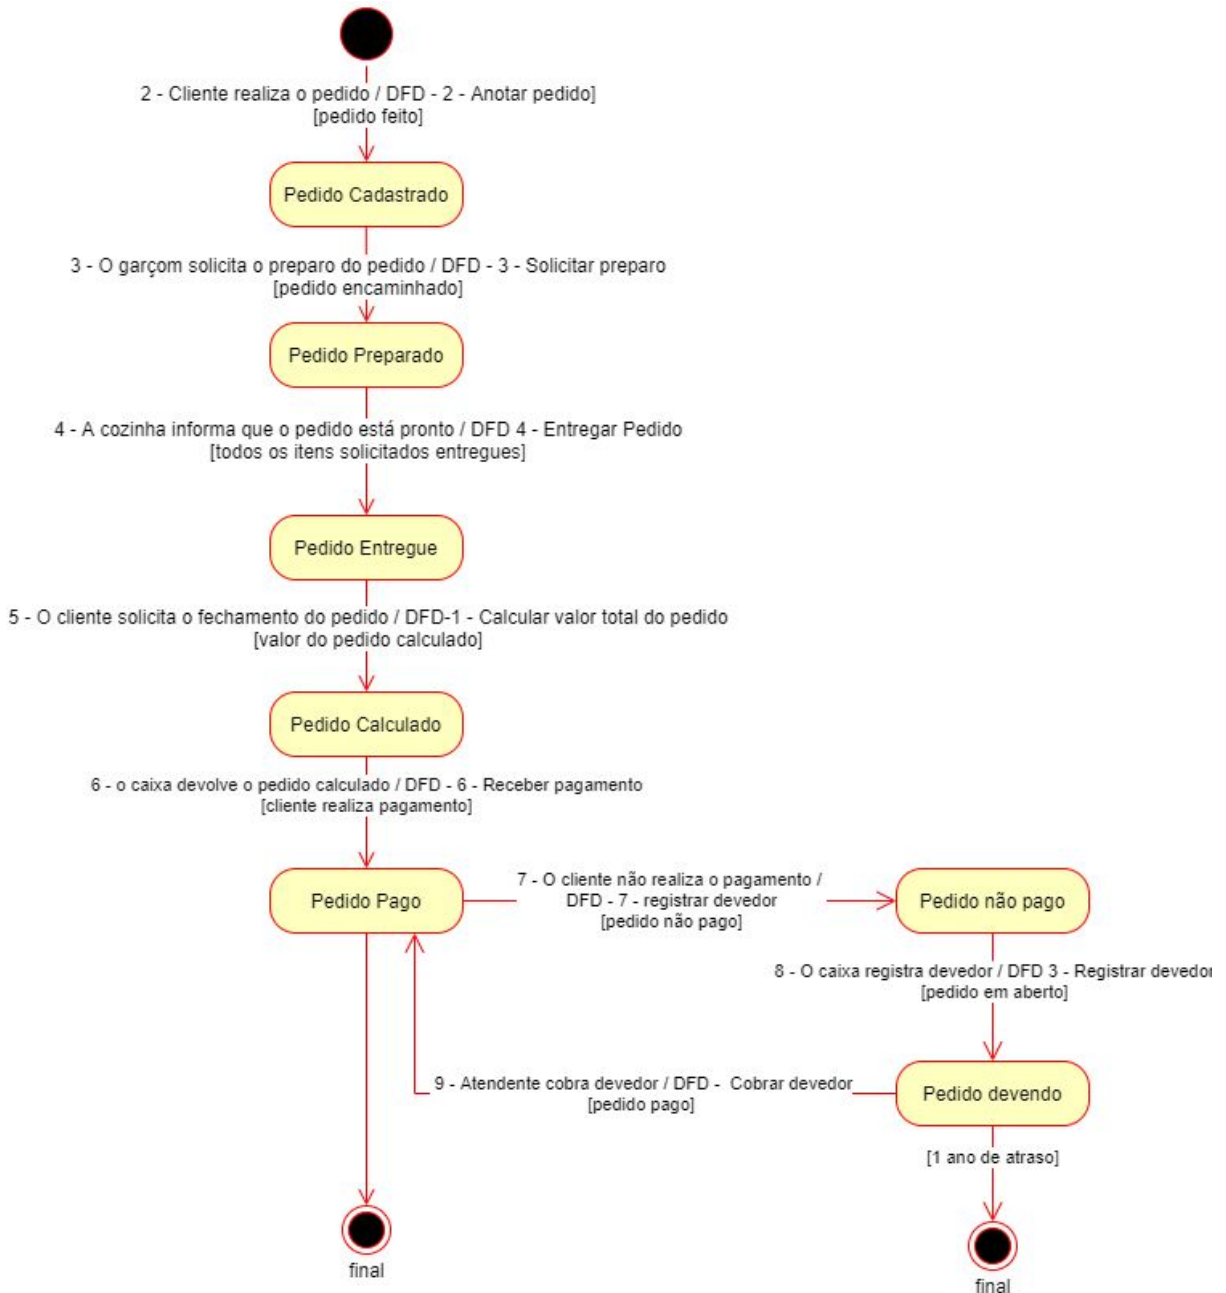 2 - Cliente realiza o pedido / DFD - 2 - Anotar pedido]
[pedido feito]
Pedido Cadastrado
3 - O garçom solicita o preparo do pedido / DFD - 3 - Solicitar preparo
[pedido encaminhado]
Pedido Preparado
4 - A cozinha informa que o pedido está pronto / DFD 4 - Entregar Pedido
[todos os itens solicitados entregues]
Pedido Entregue
5 - O cliente solicita o fechamento do pedido / DFD-1 - Calcular valor total do pedido
[valor do pedido calculado]
Pedido Calculado
6 - o caixa devolve o pedido calculado / DFD - 6 - Receber pagamento
[cliente realiza pagamento]
Pedido Pago
7 - O cliente não realiza o pagamento /
DFD - 7 - registrar devedor
[pedido não pago]
Pedido não pago
8 - O caixa registra devedor / DFD 3 - Registrar devedor
[pedido em aberto]
9 - Atendente cobra devedor / DFD -  Cobrar devedor
[pedido pago]
Pedido devendo
[1 ano de atraso]
final
final